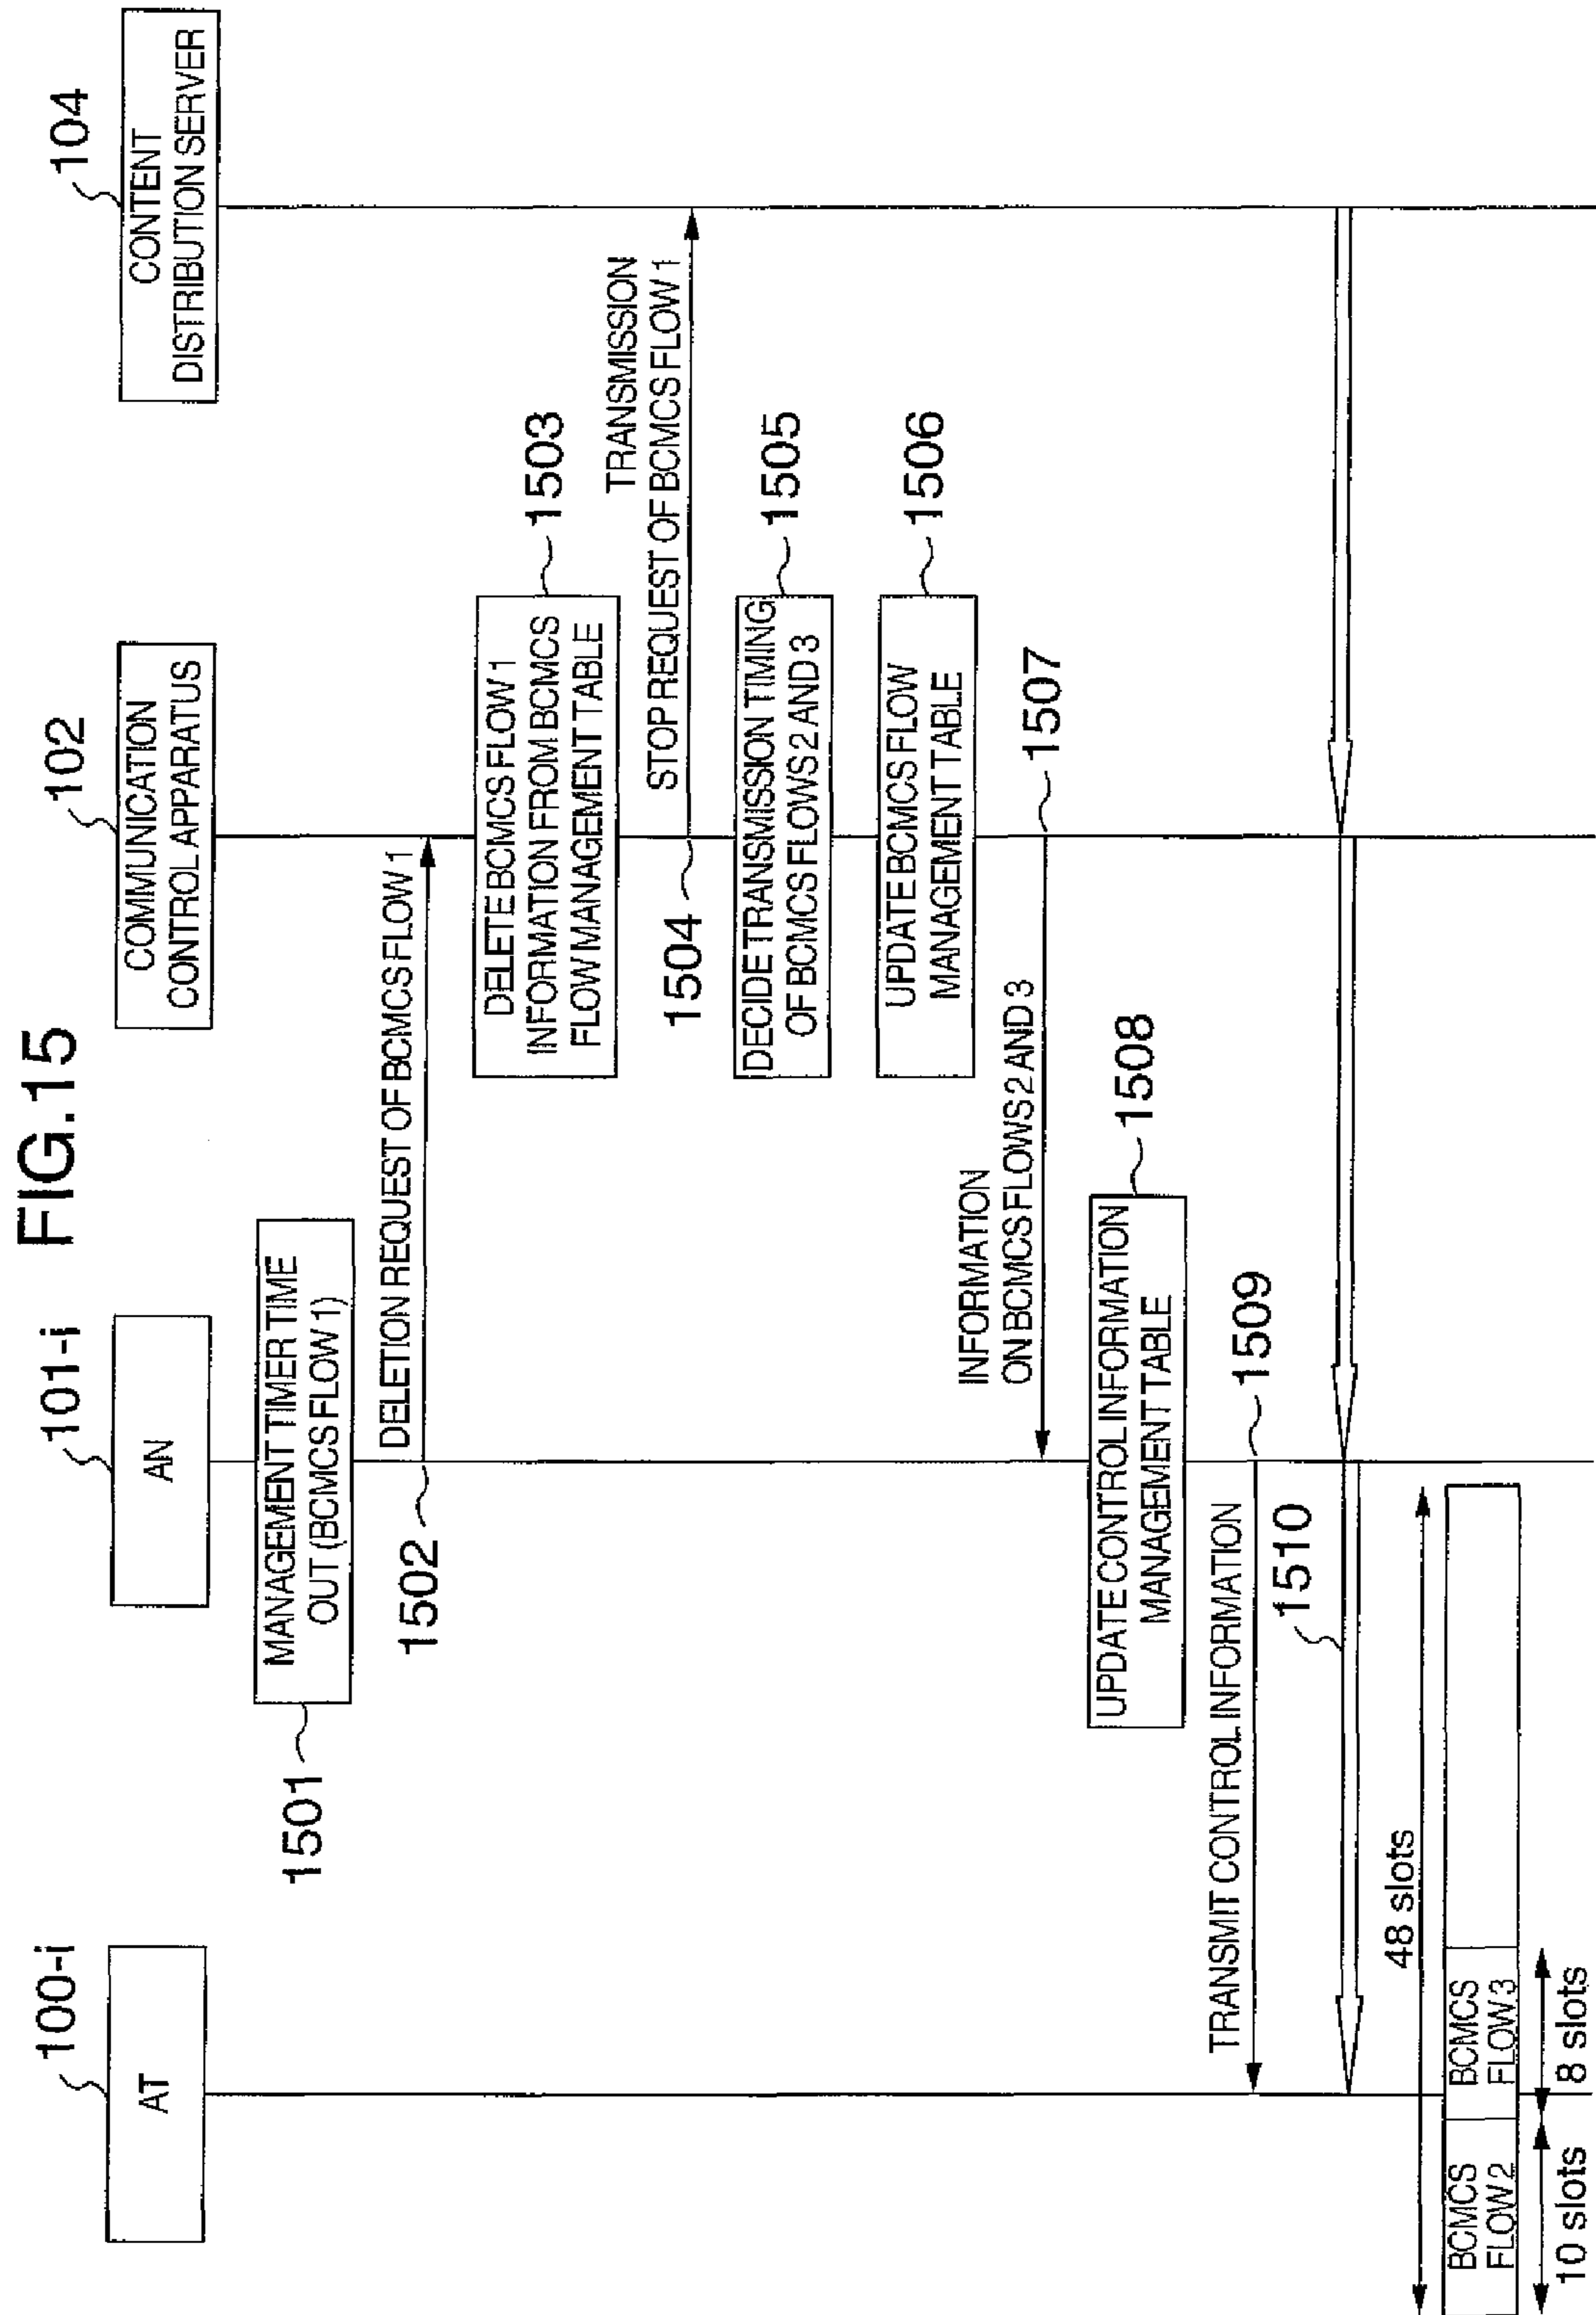 FIG.15
100-i
AT
101-i
AN
102
COMMUNICATION
CONTROL APPARATUS
104
CONTENT
DISTRIBUTION SERVER
1501
MANAGEMENT TIMER TIME
OUT (BCMCS FLOW 1)
DELETION REQUEST OF BCMCS FLOW 1
1502
DELETE BCMCS FLOW 1
INFORMATION FROM BCMCS
FLOW MANAGEMENT TABLE
1503
TRANSMISSION
STOP REQUEST OF BCMCS FLOW 1
1504
DECIDE TRANSMISSION TIMING
OF BCMCS FLOWS 2 AND 3
1505
UPDATE BCMCS FLOW
MANAGEMENT TABLE
1506
INFORMATION
ON BCMCS FLOWS 2 AND 3
1507
UPDATE CONTROL INFORMATION
MANAGEMENT TABLE
1508
TRANSMIT CONTROL INFORMATION
1509
1510
48 slots
BCMCS
FLOW 2
BCMCS
FLOW 3
10 slots
8 slots